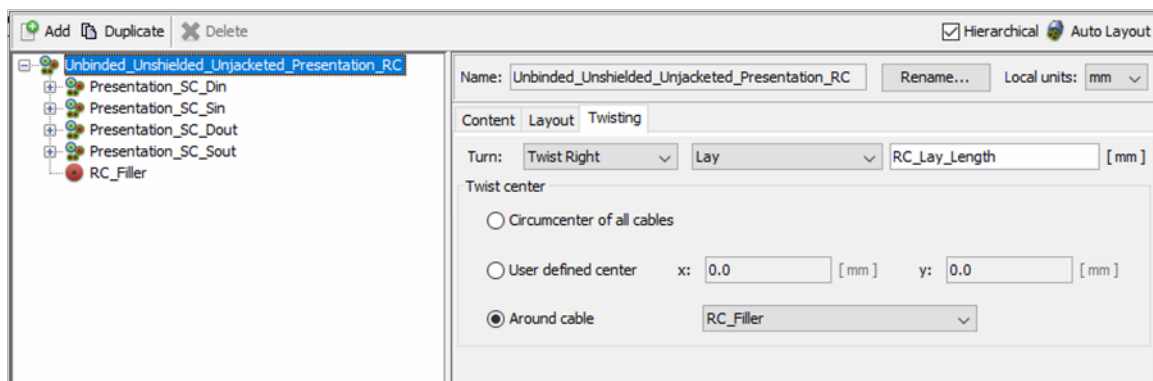 Add Duplicate Delete Hierarchical Auto Layout
Unbinded_Unshielded_Unjacketed_Presentation_RC
Presentation_SC_Din
Presentation_SC_Sin
Presentation_SC_Dout
Presentation_SC_Sout
RC_Filler
Name: Unbinded_Unshielded_Unjacketed_Presentation_RC Rename... Local units: mm
Content Layout Twisting
Turn: Twist Right Lay RC_Lay_Length [mm]
Twist center
Circumcenter of all cables
User defined center x: 0.0 [mm] y: 0.0 [mm]
Around cable RC_Filler